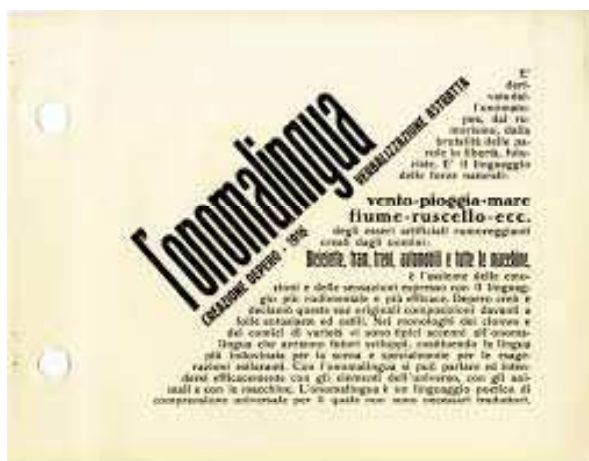 l'onomalingua
VERBALIZZAZIONE ASTRATTA
CREAZIONE DEPERO - 1916
E'
deri-
vata dal-
l'onomato-
pea, dal ru-
morismo, dalla
brutalità delle pa-
role in libertà, futu-
riste. E' il linguaggio
delle forze naturali:
vento-pioggia-mare
fiume-ruscello-ecc.
degli esseri artificiali rumoreggianti
creati dagli uomini:
Biciclette, tram, treni, automobili e tutte le macchine,
è l'assieme delle emo-
zioni e delle sensazioni espresso con il linguag-
gio più rudimentale e più efficace. Depero creò e
declamò queste sue originali composizioni davanti a
folle entusiaste ed ostili. Nei monologhi dei clowns e
dei comici di varietà vi sono tipici accenni all'onoma-
lingua che avranno futuri sviluppi, costituendo la lingua
più indovinata per la scena e specialmente per le esage-
razioni esilaranti. Con l'onomalingua si può parlare ed inten-
dersi efficacemente con gli elementi dell'universo, con gli ani-
mali e con le macchine. L'onomalingua è un linguaggio poetico di
comprensione universale per il quale non sono necessari traduttori.